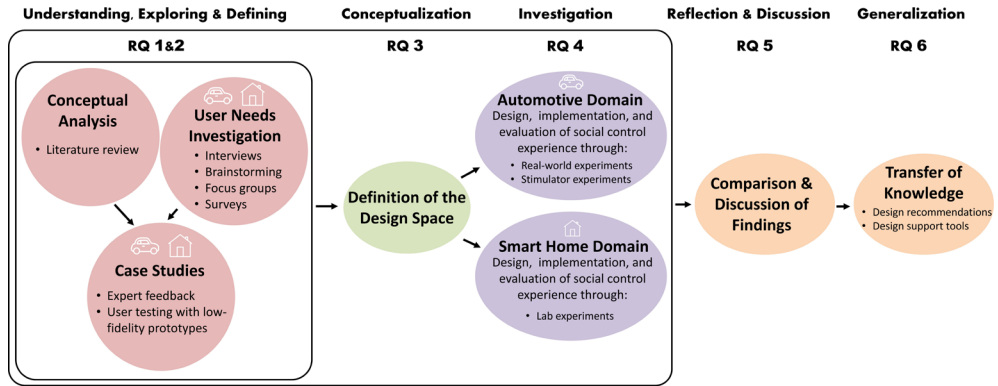 Understanding, Exploring & Defining
Conceptualization
Investigation
Reflection & Discussion
Generalization
RQ 1&2
RQ 3
RQ 4
RQ 5
RQ 6
Conceptual
Analysis
• Literature review
User Needs
Investigation
• Interviews
• Brainstorming
• Focus groups
• Surveys
Case Studies
• Expert feedback
• User testing with low-
fidelity prototypes
Definition of the
Design Space
Automotive Domain
Design, implementation, and
evaluation of social control
experience through:
• Real-world experiments
• Stimulator experiments
Smart Home Domain
Design, implementation, and
evaluation of social control
experience through:
• Lab experiments
Comparison &
Discussion of
Findings
Transfer of
Knowledge
• Design recommendations
• Design support tools